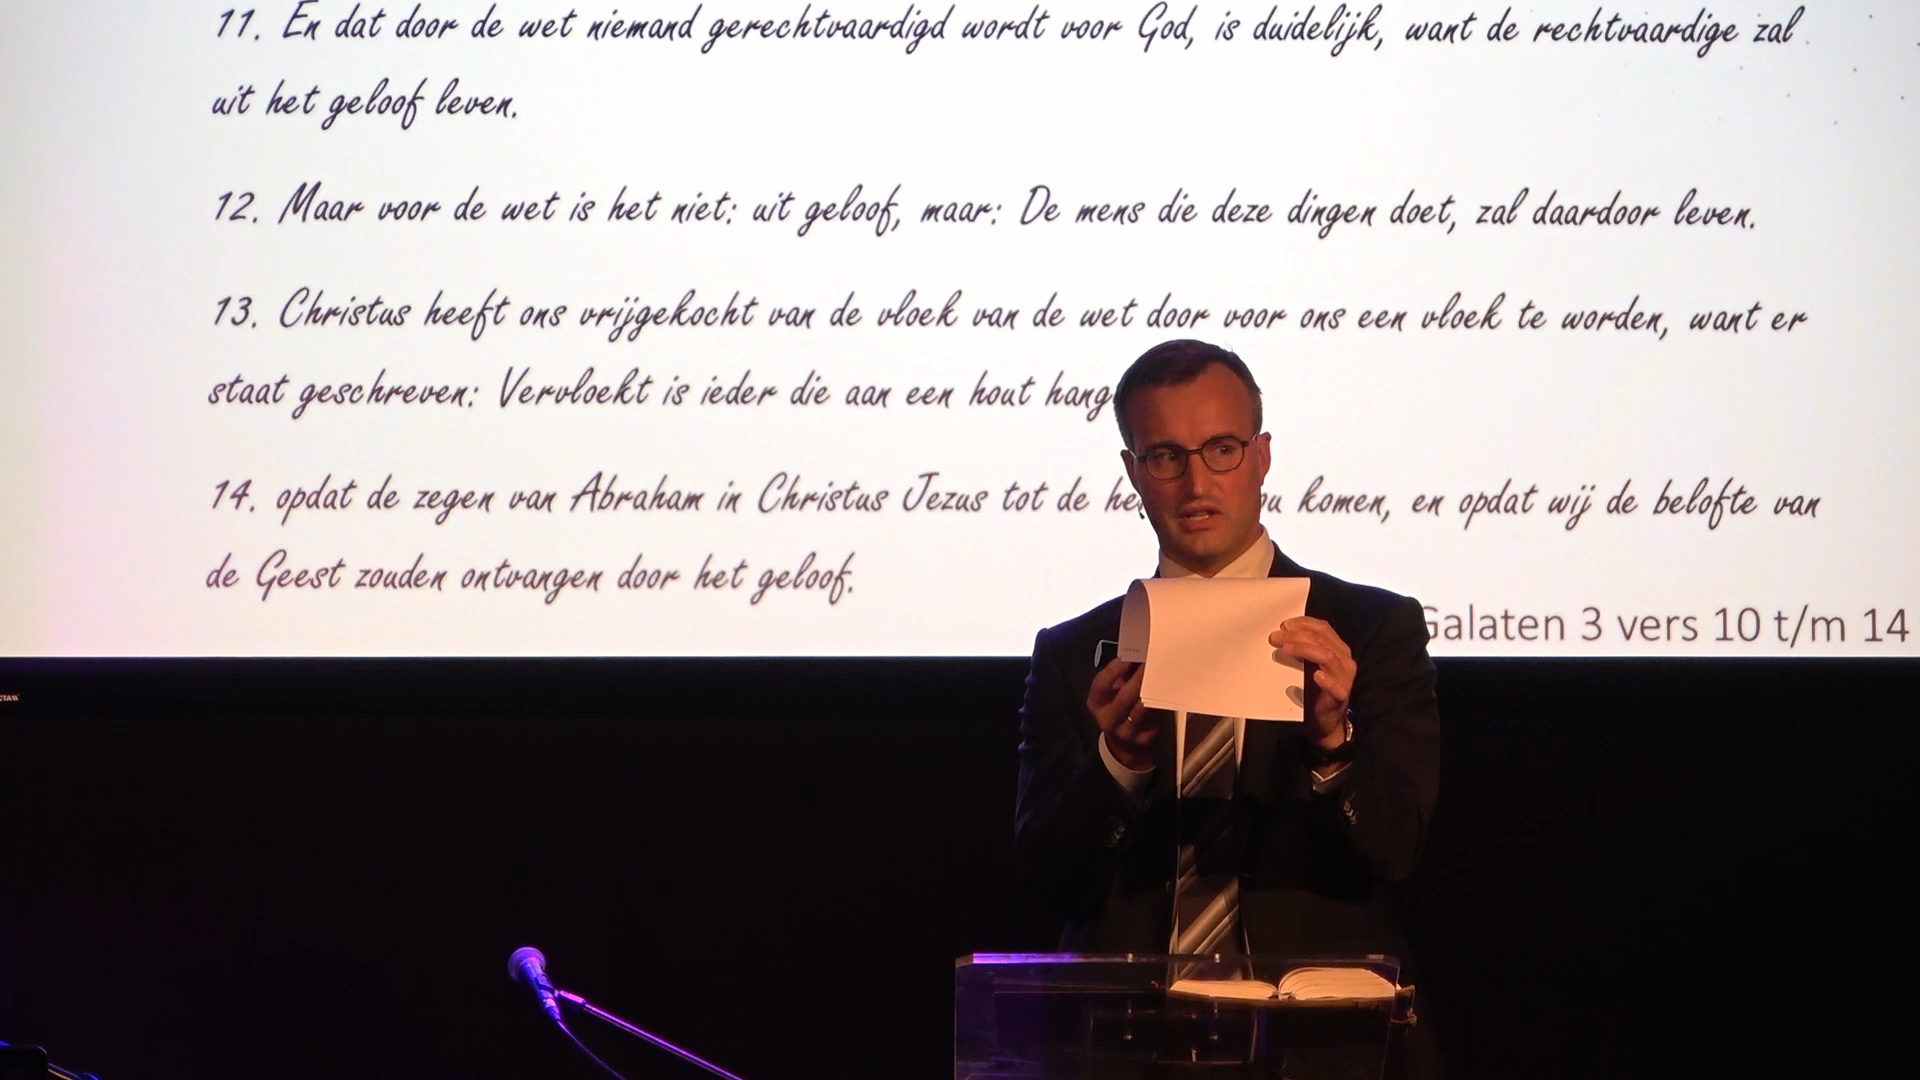 11. En dat door de wet niemand gerechtvaardigd wordt voor God, is duidelijk, want de rechtvaardige zal
uit het geloof leven.
12. Maar voor de wet is het niet: uit geloof, maar: De mens die deze dingen doet, zal daardoor leven.
13. Christus heeft ons vrijgekocht van de vloek van de wet door voor ons een vloek te worden, want er
staat geschreven: Vervloekt is ieder die aan een hout hang
14. opdat de zegen van Abraham in Christus Jezus tot de he ou komen, en opdat wij de belofte van
de Geest zouden ontvangen door het geloof.
Galaten 3 vers 10 t/m 14